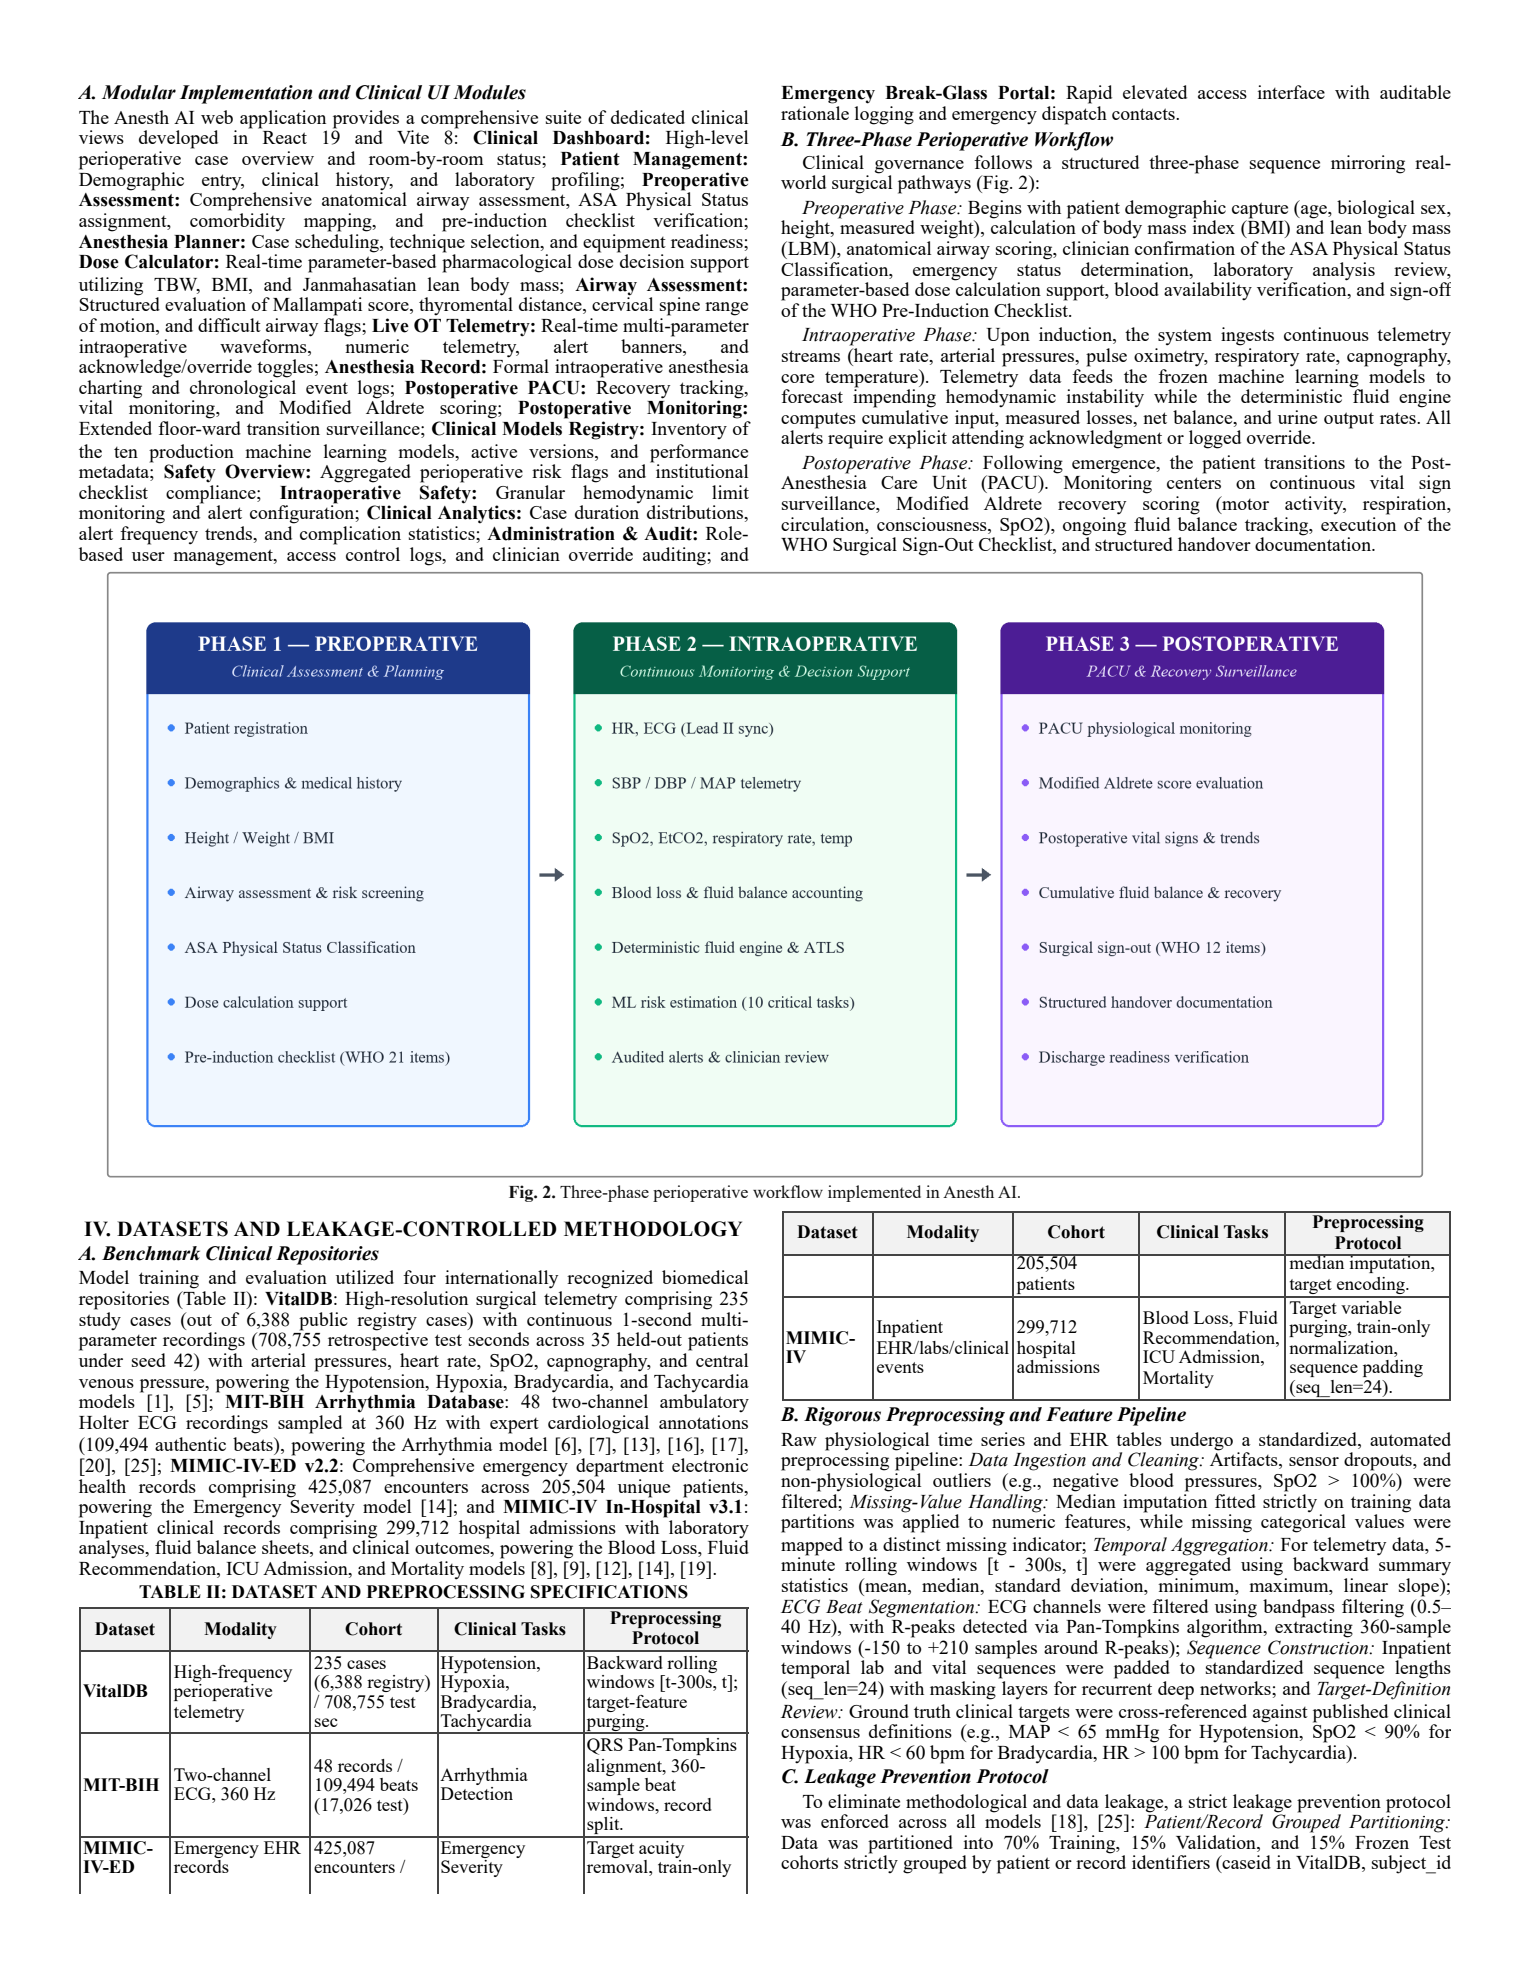 A. Modular Implementation and Clinical UI Modules
The Anesth AI web application provides a comprehensive suite of dedicated clinical
views developed in React 19 and Vite 8: Clinical Dashboard: High-level
perioperative case overview and room-by-room status; Patient Management:
Demographic entry, clinical history, and laboratory profiling; Preoperative
Assessment: Comprehensive anatomical airway assessment, ASA Physical Status
assignment, comorbidity mapping, and pre-induction checklist verification;
Anesthesia Planner: Case scheduling, technique selection, and equipment readiness;
Dose Calculator: Real-time parameter-based pharmacological dose decision support
utilizing TBW, BMI, and Janmahasatian lean body mass; Airway Assessment:
Structured evaluation of Mallampati score, thyromental distance, cervical spine range
of motion, and difficult airway flags; Live OT Telemetry: Real-time multi-parameter
intraoperative waveforms, numeric telemetry, alert banners, and
acknowledge/override toggles; Anesthesia Record: Formal intraoperative anesthesia
charting and chronological event logs; Postoperative PACU: Recovery tracking,
vital monitoring, and Modified Aldrete scoring; Postoperative Monitoring:
Extended floor-ward transition surveillance; Clinical Models Registry: Inventory of
the ten production machine learning models, active versions, and performance
metadata; Safety Overview: Aggregated perioperative risk flags and institutional
checklist compliance; Intraoperative Safety: Granular hemodynamic limit
monitoring and alert configuration; Clinical Analytics: Case duration distributions,
alert frequency trends, and complication statistics; Administration & Audit: Role-
based user management, access control logs, and clinician override auditing; and
Emergency Break-Glass Portal: Rapid elevated access interface with auditable
rationale logging and emergency dispatch contacts.
B. Three-Phase Perioperative Workflow
Clinical governance follows a structured three-phase sequence mirroring real-
world surgical pathways (Fig. 2):
Preoperative Phase: Begins with patient demographic capture (age, biological sex,
height, measured weight), calculation of body mass index (BMI) and lean body mass
(LBM), anatomical airway scoring, clinician confirmation of the ASA Physical Status
Classification, emergency status determination, laboratory analysis review,
parameter-based dose calculation support, blood availability verification, and sign-off
of the WHO Pre-Induction Checklist.
Intraoperative Phase: Upon induction, the system ingests continuous telemetry
streams (heart rate, arterial pressures, pulse oximetry, respiratory rate, capnography,
core temperature). Telemetry data feeds the frozen machine learning models to
forecast impending hemodynamic instability while the deterministic fluid engine
computes cumulative input, measured losses, net balance, and urine output rates. All
alerts require explicit attending acknowledgment or logged override.
Postoperative Phase: Following emergence, the patient transitions to the Post-
Anesthesia Care Unit (PACU). Monitoring centers on continuous vital sign
surveillance, Modified Aldrete recovery scoring (motor activity, respiration,
circulation, consciousness, SpO2), ongoing fluid balance tracking, execution of the
WHO Surgical Sign-Out Checklist, and structured handover documentation.
PHASE 1 — PREOPERATIVE
Clinical Assessment & Planning
Patient registration
Demographics & medical history
Height / Weight / BMI
Airway assessment & risk screening
ASA Physical Status Classification
Dose calculation support
Pre-induction checklist (WHO 21 items)
PHASE 2 — INTRAOPERATIVE
Continuous Monitoring & Decision Support
HR, ECG (Lead II sync)
SBP / DBP / MAP telemetry
SpO2, EtCO2, respiratory rate, temp
Blood loss & fluid balance accounting
Deterministic fluid engine & ATLS
ML risk estimation (10 critical tasks)
Audited alerts & clinician review
PHASE 3 — POSTOPERATIVE
PACU & Recovery Surveillance
PACU physiological monitoring
Modified Aldrete score evaluation
Postoperative vital signs & trends
Cumulative fluid balance & recovery
Surgical sign-out (WHO 12 items)
Structured handover documentation
Discharge readiness verification
Fig. 2. Three-phase perioperative workflow implemented in Anesth AI.
IV. DATASETS AND LEAKAGE-CONTROLLED METHODOLOGY
A. Benchmark Clinical Repositories
Model training and evaluation utilized four internationally recognized biomedical
repositories (Table II): VitalDB: High-resolution surgical telemetry comprising 235
study cases (out of 6,388 public registry cases) with continuous 1-second multi-
parameter recordings (708,755 retrospective test seconds across 35 held-out patients
under seed 42) with arterial pressures, heart rate, SpO2, capnography, and central
venous pressure, powering the Hypotension, Hypoxia, Bradycardia, and Tachycardia
models [1], [5]; MIT-BIH Arrhythmia Database: 48 two-channel ambulatory
Holter ECG recordings sampled at 360 Hz with expert cardiological annotations
(109,494 authentic beats), powering the Arrhythmia model [6], [7], [13], [16], [17],
[20], [25]; MIMIC-IV-ED v2.2: Comprehensive emergency department electronic
health records comprising 425,087 encounters across 205,504 unique patients,
powering the Emergency Severity model [14]; and MIMIC-IV In-Hospital v3.1:
Inpatient clinical records comprising 299,712 hospital admissions with laboratory
analyses, fluid balance sheets, and clinical outcomes, powering the Blood Loss, Fluid
Recommendation, ICU Admission, and Mortality models [8], [9], [12], [14], [19].
TABLE II: DATASET AND PREPROCESSING SPECIFICATIONS
Dataset
Modality
Cohort
Clinical Tasks
Preprocessing
Protocol
VitalDB
High-frequency
perioperative
telemetry
235 cases
(6,388 registry)
/ 708,755 test
sec
Hypotension,
Hypoxia,
Bradycardia,
Tachycardia
Backward rolling
windows [t-300s, t];
target-feature
purging.
MIT-BIH
Two-channel
ECG, 360 Hz
48 records /
109,494 beats
(17,026 test)
Arrhythmia
Detection
QRS Pan-Tompkins
alignment, 360-
sample beat
windows, record
split.
MIMIC-
IV-ED
Emergency EHR
records
425,087
encounters /
Emergency
Severity
Target acuity
removal, train-only
Dataset
Modality
Cohort
Clinical Tasks
Preprocessing
Protocol
205,504
patients
median imputation,
target encoding.
MIMIC-
IV
Inpatient
EHR/labs/clinical
events
299,712
hospital
admissions
Blood Loss, Fluid
Recommendation,
ICU Admission,
Mortality
Target variable
purging, train-only
normalization,
sequence padding
(seq_len=24).
B. Rigorous Preprocessing and Feature Pipeline
Raw physiological time series and EHR tables undergo a standardized, automated
preprocessing pipeline: Data Ingestion and Cleaning: Artifacts, sensor dropouts, and
non-physiological outliers (e.g., negative blood pressures, SpO2 > 100%) were
filtered; Missing-Value Handling: Median imputation fitted strictly on training data
partitions was applied to numeric features, while missing categorical values were
mapped to a distinct missing indicator; Temporal Aggregation: For telemetry data, 5-
minute rolling windows [t - 300s, t] were aggregated using backward summary
statistics (mean, median, standard deviation, minimum, maximum, linear slope);
ECG Beat Segmentation: ECG channels were filtered using bandpass filtering (0.5–
40 Hz), with R-peaks detected via Pan-Tompkins algorithm, extracting 360-sample
windows (-150 to +210 samples around R-peaks); Sequence Construction: Inpatient
temporal lab and vital sequences were padded to standardized sequence lengths
(seq_len=24) with masking layers for recurrent deep networks; and Target-Definition
Review: Ground truth clinical targets were cross-referenced against published clinical
consensus definitions (e.g., MAP < 65 mmHg for Hypotension, SpO2 < 90% for
Hypoxia, HR < 60 bpm for Bradycardia, HR > 100 bpm for Tachycardia).
C. Leakage Prevention Protocol
To eliminate methodological and data leakage, a strict leakage prevention protocol
was enforced across all models [18], [25]: Patient/Record Grouped Partitioning:
Data was partitioned into 70% Training, 15% Validation, and 15% Frozen Test
cohorts strictly grouped by patient or record identifiers (caseid in VitalDB, subject_id